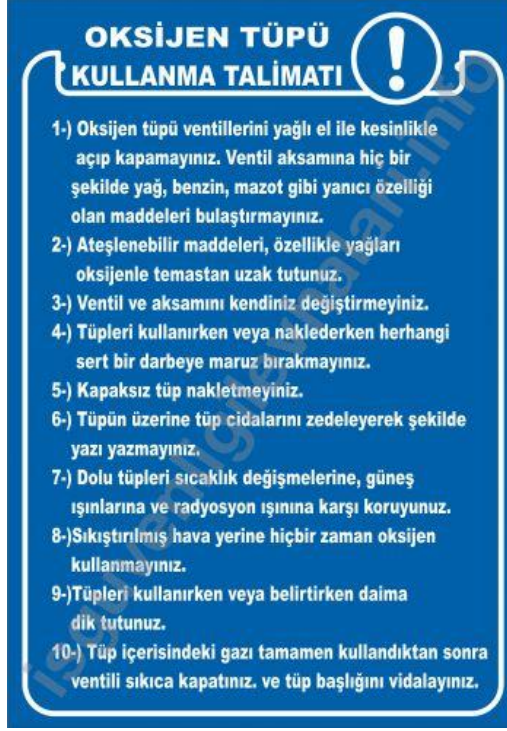 OKSİJEN TÜPÜ
KULLANMA TALİMATI
1-) Oksijen tüpü ventillerini yağlı el ile kesinlikle
açıp kapamayınız. Ventil aksamına hiç bir
şekilde yağ, benzin, mazot gibi yanıcı özelliği
olan maddeleri bulaştırmayınız.
2-) Ateşlenebilir maddeleri, özellikle yağları
oksijenle temastan uzak tutunuz.
3-) Ventil ve aksamını kendiniz değiştirmeyiniz.
4-) Tüpleri kullanırken veya naklederken herhangi
sert bir darbeye maruz bırakmayınız.
5-) Kapaksız tüp nakletmeyiniz.
6-) Tüpün üzerine tüp cidalarını zedeleyerek şekilde
yazı yazmayınız.
7-) Dolu tüpleri sıcaklık değişmelerine, güneş
ışınlarına ve radyosyon ışınına karşı koruyunuz.
8-)Sıkıştırılmış hava yerine hiçbir zaman oksijen
kullanmayınız.
9-)Tüpleri kullanırken veya belirtirken daima
dik tutunuz.
10-) Tüp içerisindeki gazı tamamen kullandıktan sonra
ventili sıkıca kapatınız. ve tüp başlığını vidalayınız.
isguvenligilevhalari.info